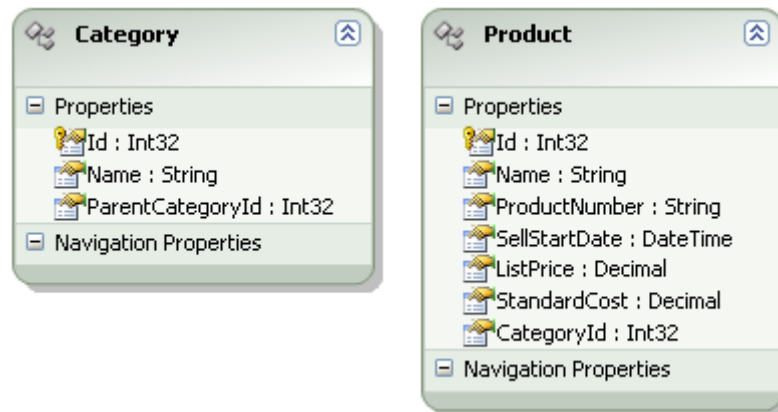 Category
Properties
Id : Int32
Name : String
ParentCategoryId : Int32
Navigation Properties
Product
Properties
Id : Int32
Name : String
ProductNumber : String
SellStartDate : DateTime
ListPrice : Decimal
StandardCost : Decimal
CategoryId : Int32
Navigation Properties